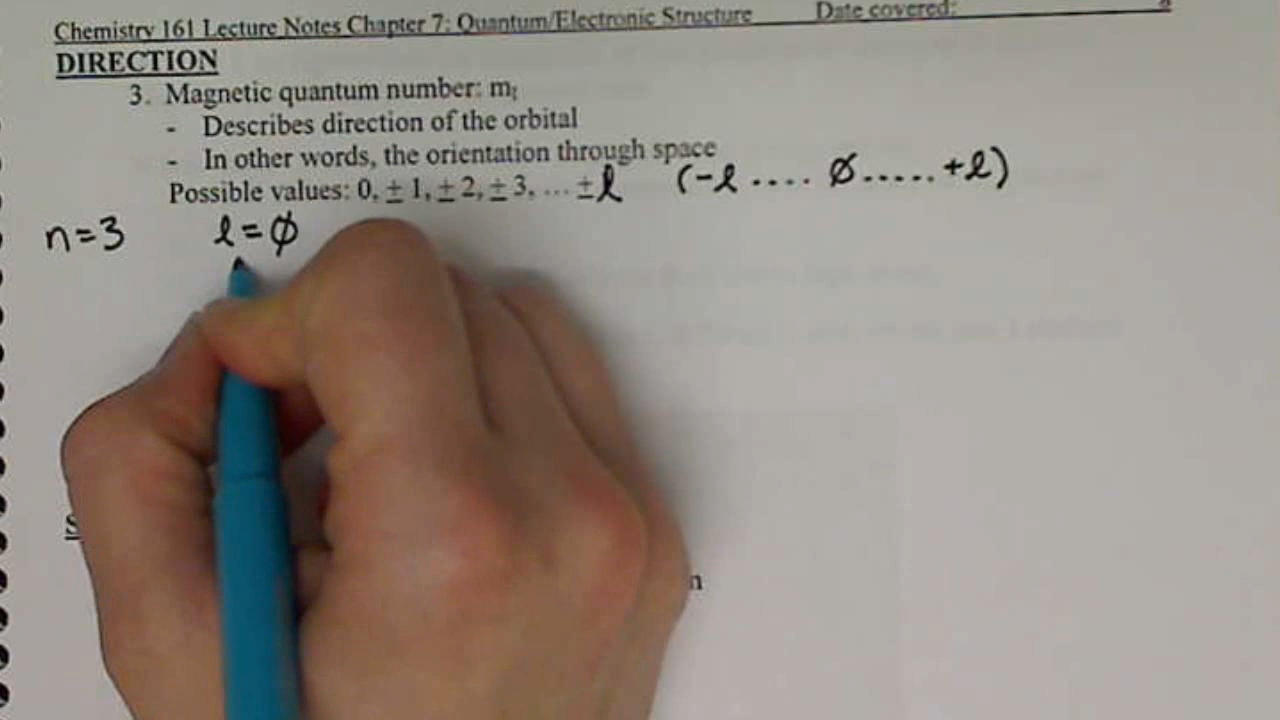 Chemistry 161 Lecture Notes Chapter 7: Quantum/Electronic Structure Date covered:
DIRECTION
3. Magnetic quantum number: mₗ
- Describes direction of the orbital
- In other words, the orientation through space
Possible values: 0, ± 1, ± 2, ± 3, … ± ℓ (-ℓ .... Ø ..... +ℓ)
n=3 ℓ=Ø
S
n